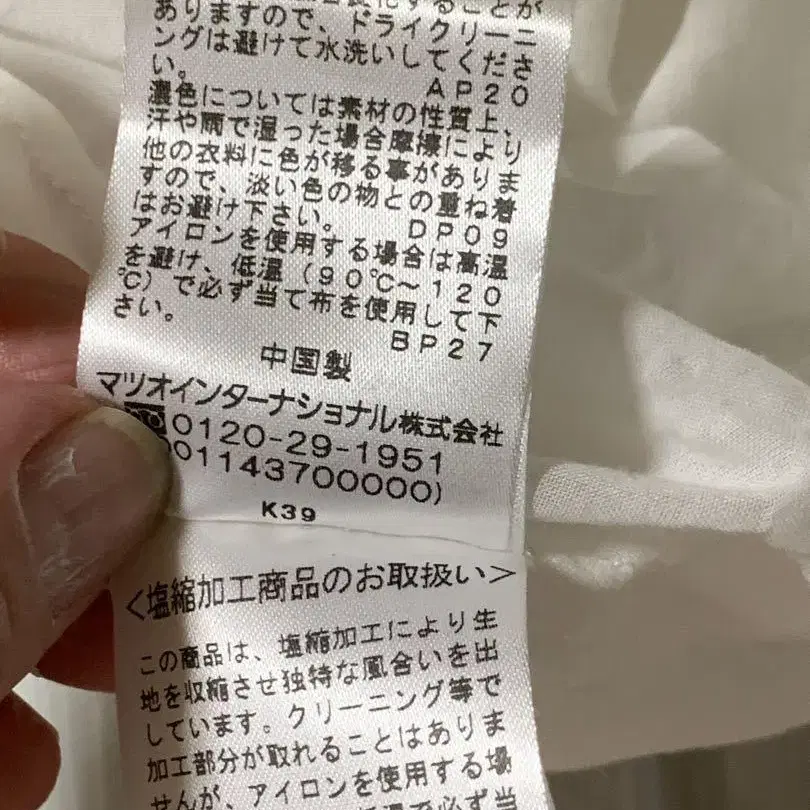 することが
ありますので、ドライクリーニ
ングは避けて水洗いしてくださ
い。
AP20
濃色については素材の性質上、
汗や雨で湿った場合摩擦により
他の衣料に色が移る事がありま
すので、淡い色の物との重ね着
はお避け下さい。 DP09
アイロンを使用する場合は高温
を避け、低温(90℃~120
℃)で必ず当て布を使用して下
さい。
BP27
中国製
マツオインターナショナル株式会社
0120-29-1951
01143700000)
K39
<塩縮加工商品のお取扱い>
この商品は、塩縮加工により生
地を収縮させ独特な風合いを出
しています。クリーニング等で
加工部分が取れることはありま
せんが、アイロンを使用する場
低温で必ず当